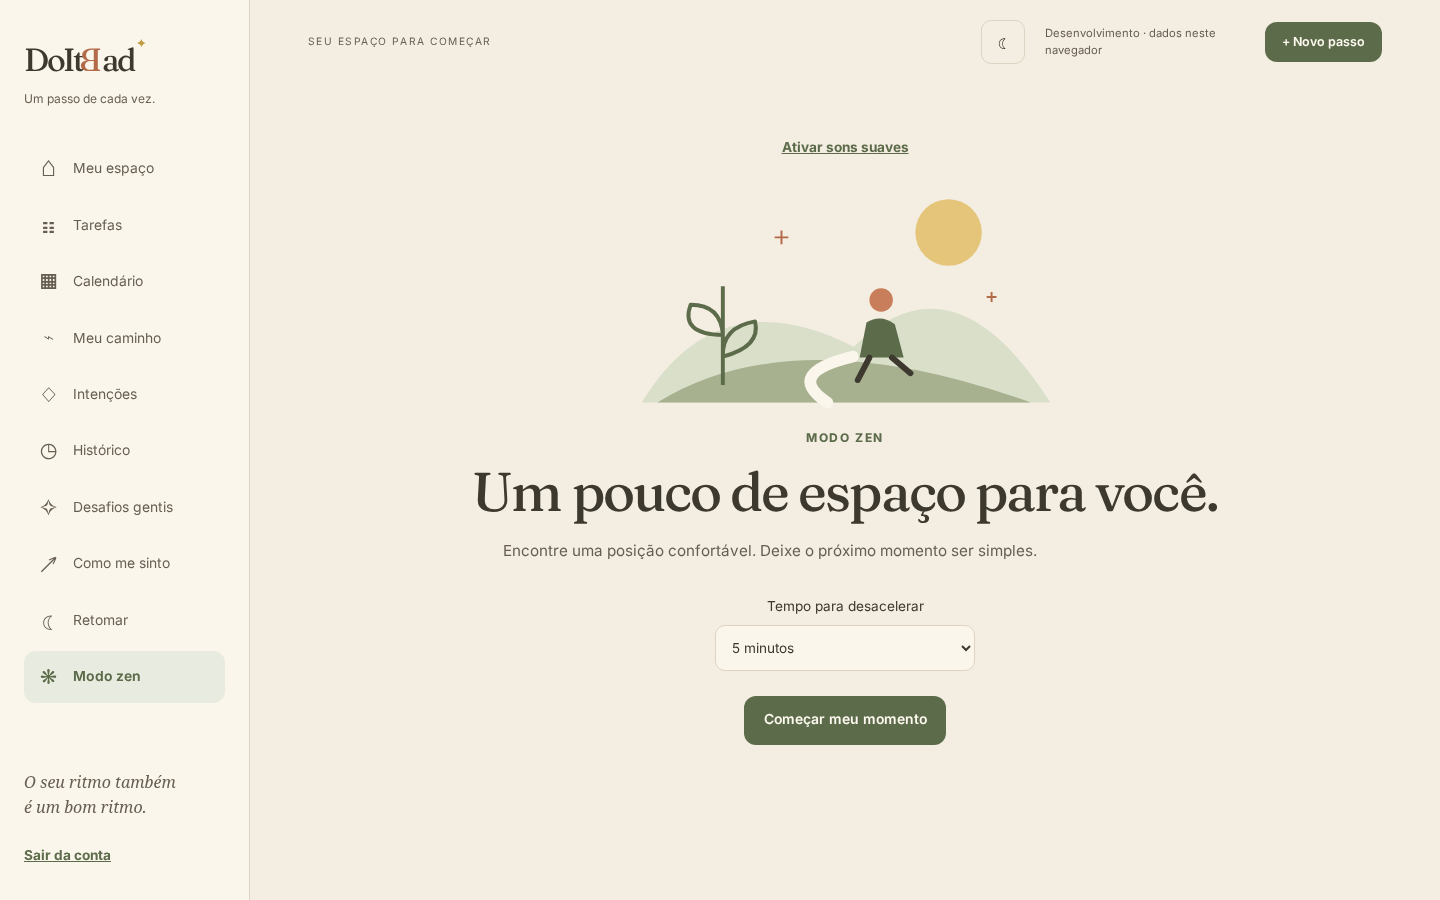 DoItBad
Um passo de cada vez.
Meu espaço
Tarefas
Calendário
Meu caminho
Intenções
Histórico
Desafios gentis
Como me sinto
Retomar
Modo zen
O seu ritmo também
é um bom ritmo.
Sair da conta
SEU ESPAÇO PARA COMEÇAR
Desenvolvimento · dados neste
navegador
+ Novo passo
Ativar sons suaves
MODO ZEN
Um pouco de espaço para você.
Encontre uma posição confortável. Deixe o próximo momento ser simples.
Tempo para desacelerar
5 minutos
Começar meu momento